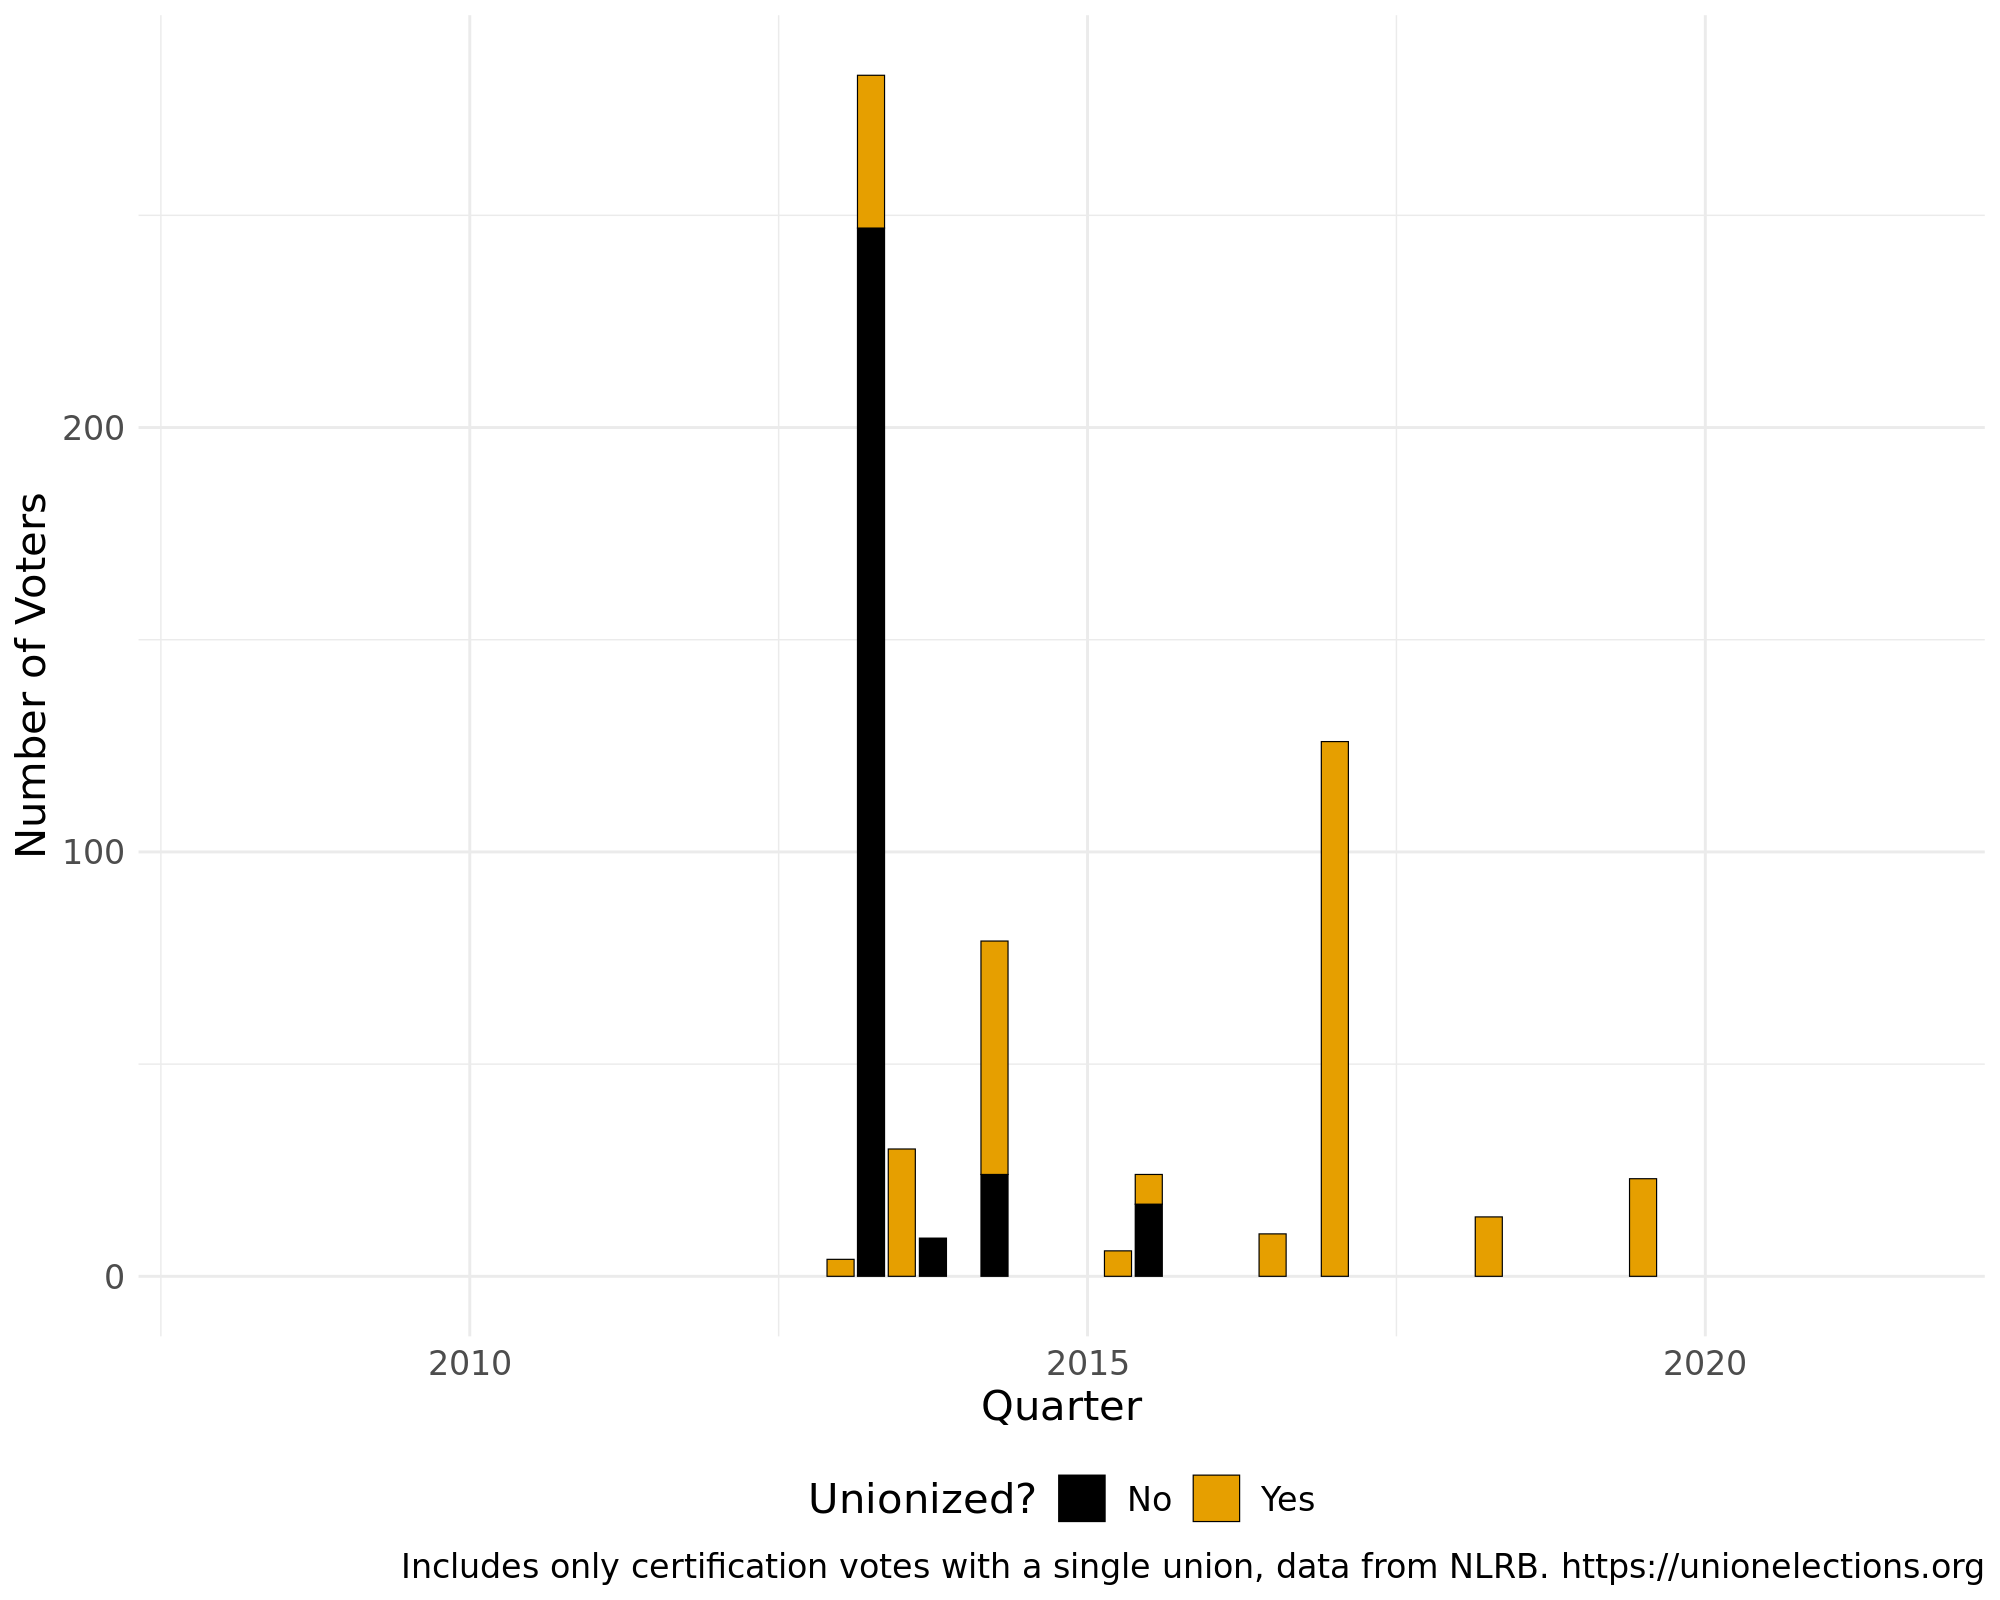 Number of Voters
200
100
0
2010 2015 2020
Quarter
Unionized? No Yes
Includes only certification votes with a single union, data from NLRB. https://unionelections.org